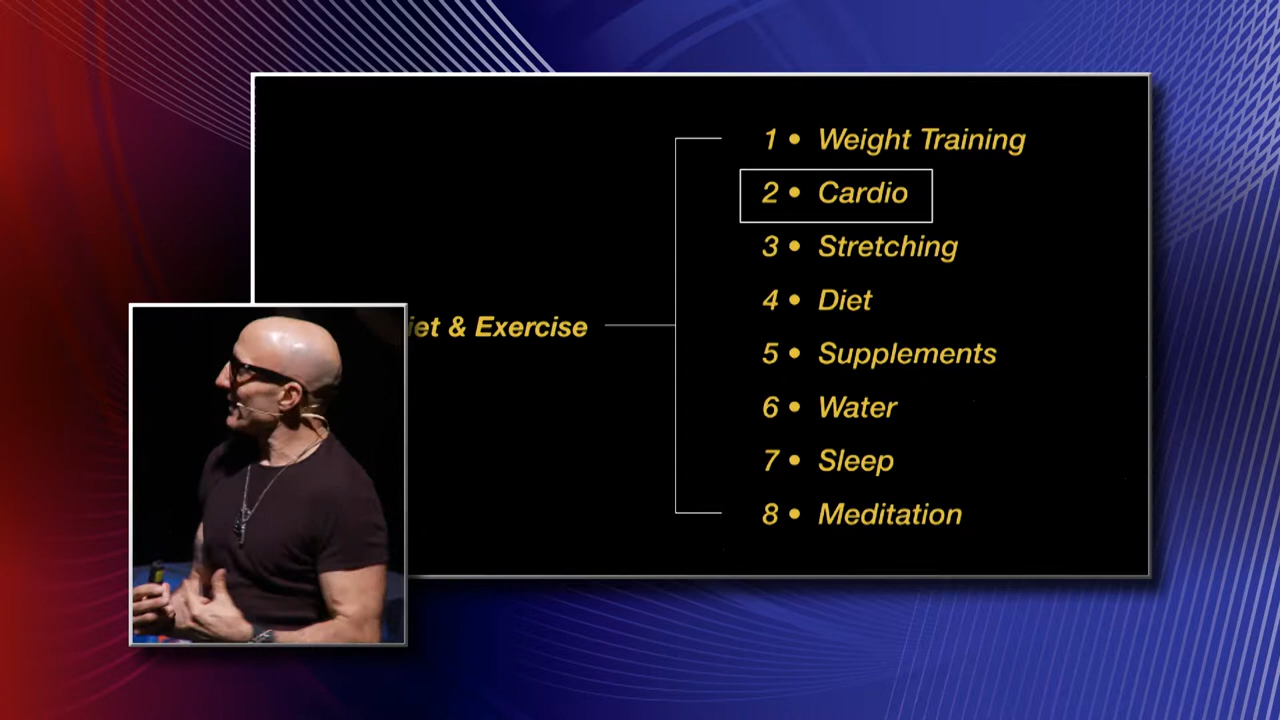 1 • Weight Training
2 • Cardio
3 • Stretching
4 • Diet
iet & Exercise
5 • Supplements
6 • Water
7 • Sleep
8 • Meditation